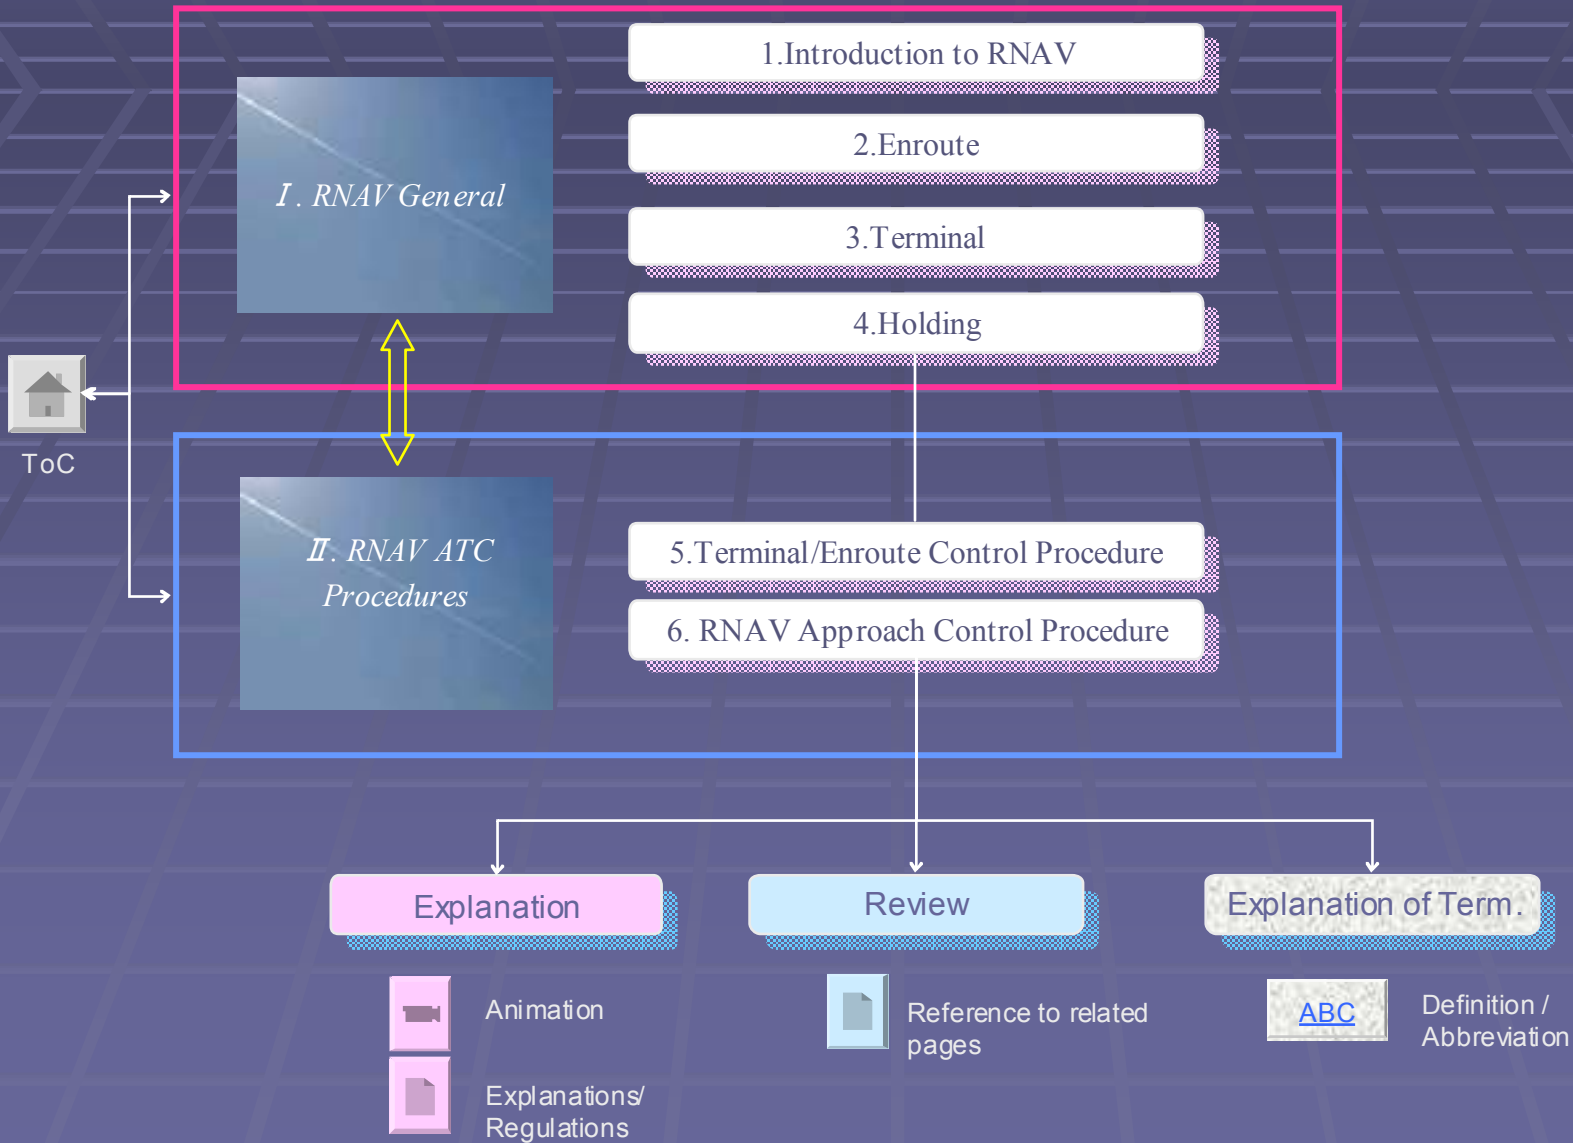 1.Introduction to RNAV
2.Enroute
I . RNAV General
3.Terminal
4.Holding
ToC
II . RNAV ATC
Procedures
5.Terminal/Enroute Control Procedure
6. RNAV Approach Control Procedure
Explanation
Review
Explanation of Term.
Animation
Reference to related
pages
ABC
Definition /
Abbreviation
Explanations/
Regulations